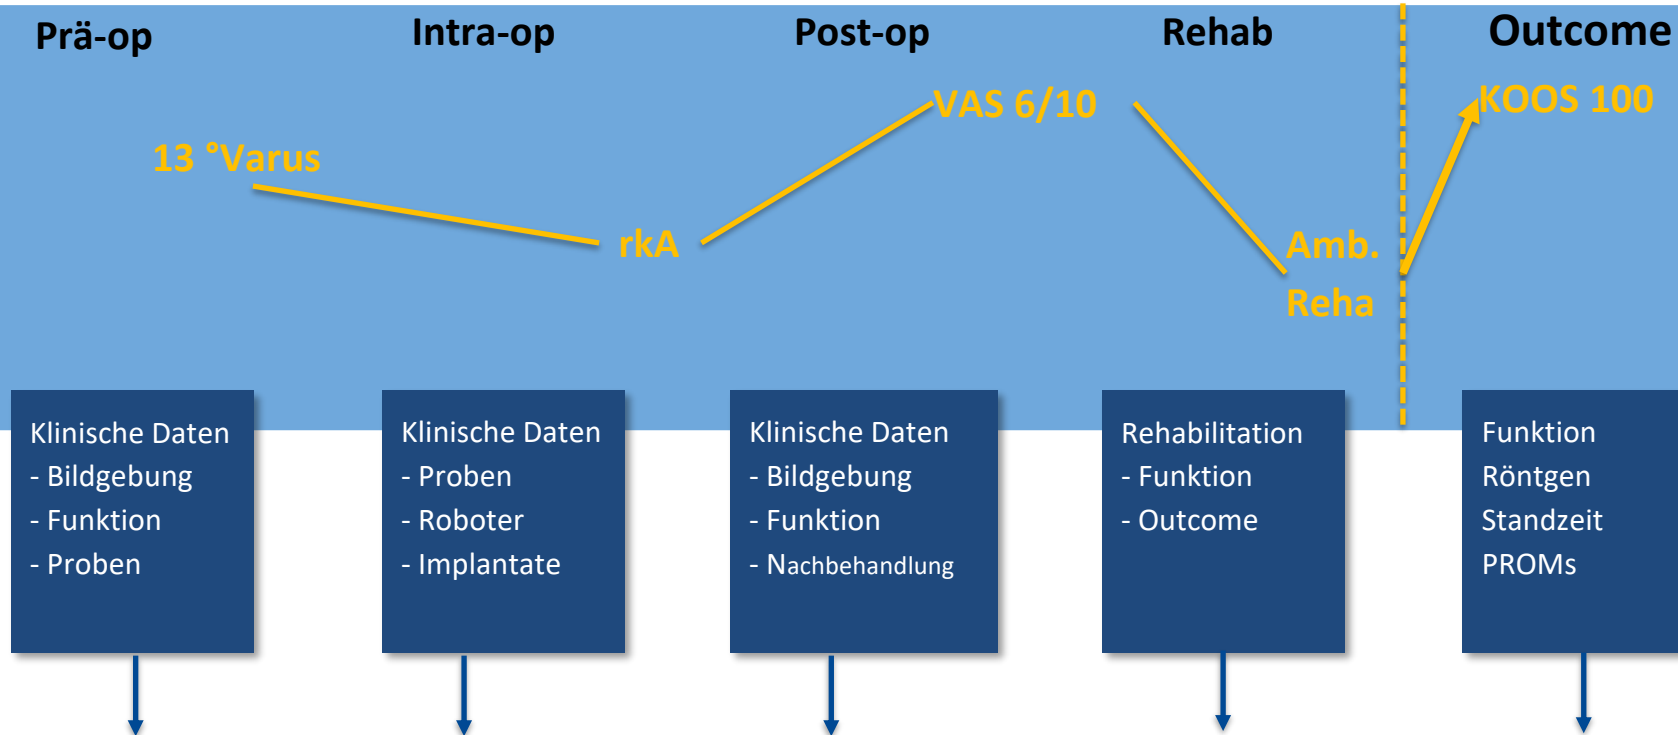 Prä-op
Intra-op
Post-op
Rehab
Outcome
13 °Varus
rkA
VAS 6/10
Amb.
Reha
KOOS 100
Klinische Daten
- Bildgebung
- Funktion
- Proben
Klinische Daten
- Proben
- Roboter
- Implantate
Klinische Daten
- Bildgebung
- Funktion
- Nachbehandlung
Rehabilitation
- Funktion
- Outcome
Funktion
Röntgen
Standzeit
PROMs